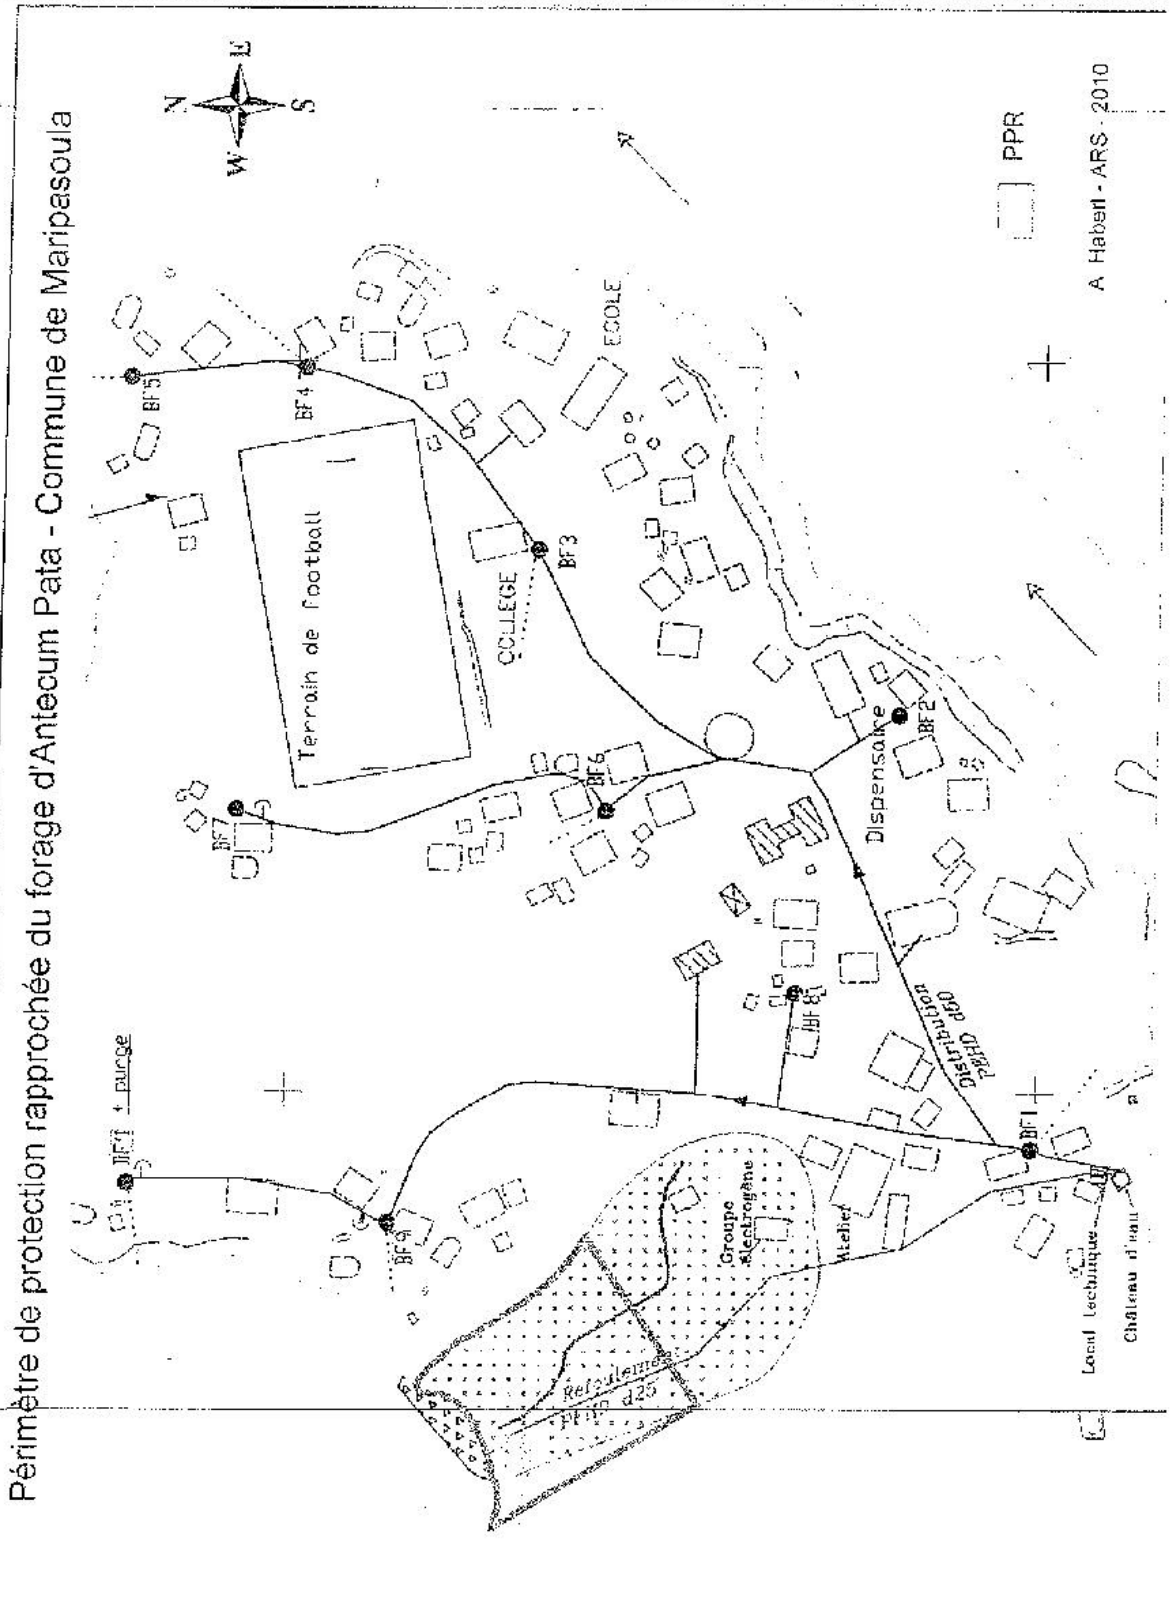 Périmètre de protection rapprochée du forage d'Antecum Pata - Commune de Maripasoula
N
W
E
S
BF5
BF4
Terrain de football
COLLEGE
BF3
ECOLE
BF7
BF6
Dispensaire
BF2
BF8
+ purge
BF9
Distribution
PEHD d60
BF1
Groupe
électrogène
Atelier
Refoulement
d25
Local technique
Château d'eau
PPR
A Haberl - ARS - 2010